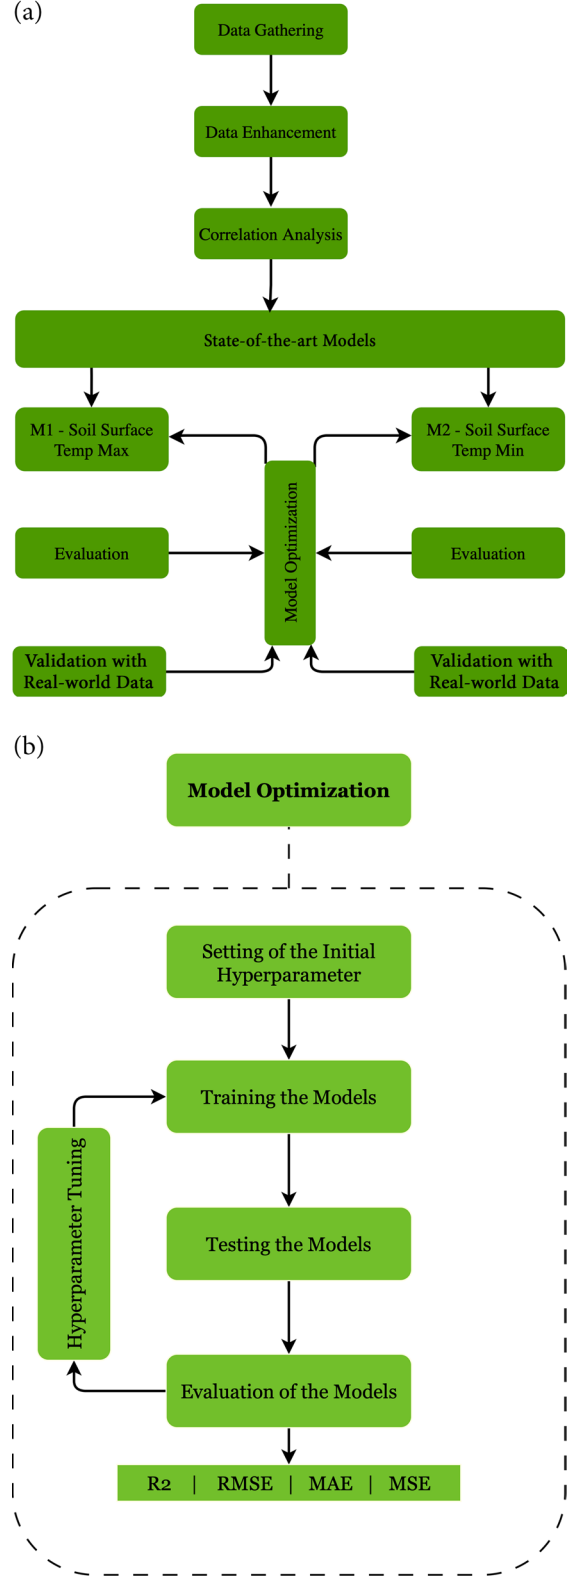 (a)
Data Gathering
Data Enhancement
Correlation Analysis
State-of-the-art Models
M1 - Soil Surface
Temp Max
M2 - Soil Surface
Temp Min
Model Optimization
Evaluation
Evaluation
Validation with
Real-world Data
Validation with
Real-world Data
(b)
Model Optimization
Setting of the Initial
Hyperparameter
Training the Models
Hyperparameter Tuning
Testing the Models
Evaluation of the Models
R2 | RMSE | MAE | MSE